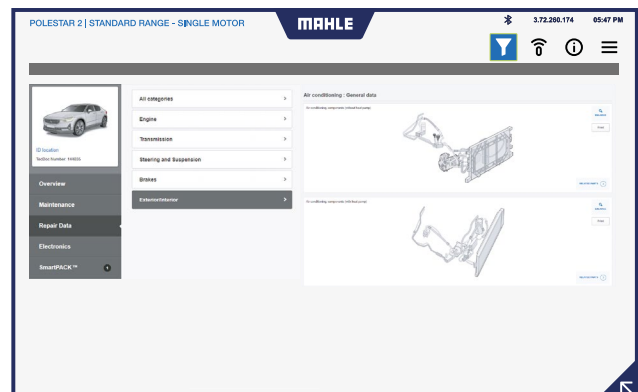 POLESTAR 2 | STANDARD RANGE - SINGLE MOTOR
MAHLE
3.72.260.174
05:47 PM
All categories
Engine
Transmission
Steering and Suspension
Brakes
Exterior/Interior
ID location
Overview
Maintenance
Repair Data
Electronics
SmartPACK™
Air conditioning : General data